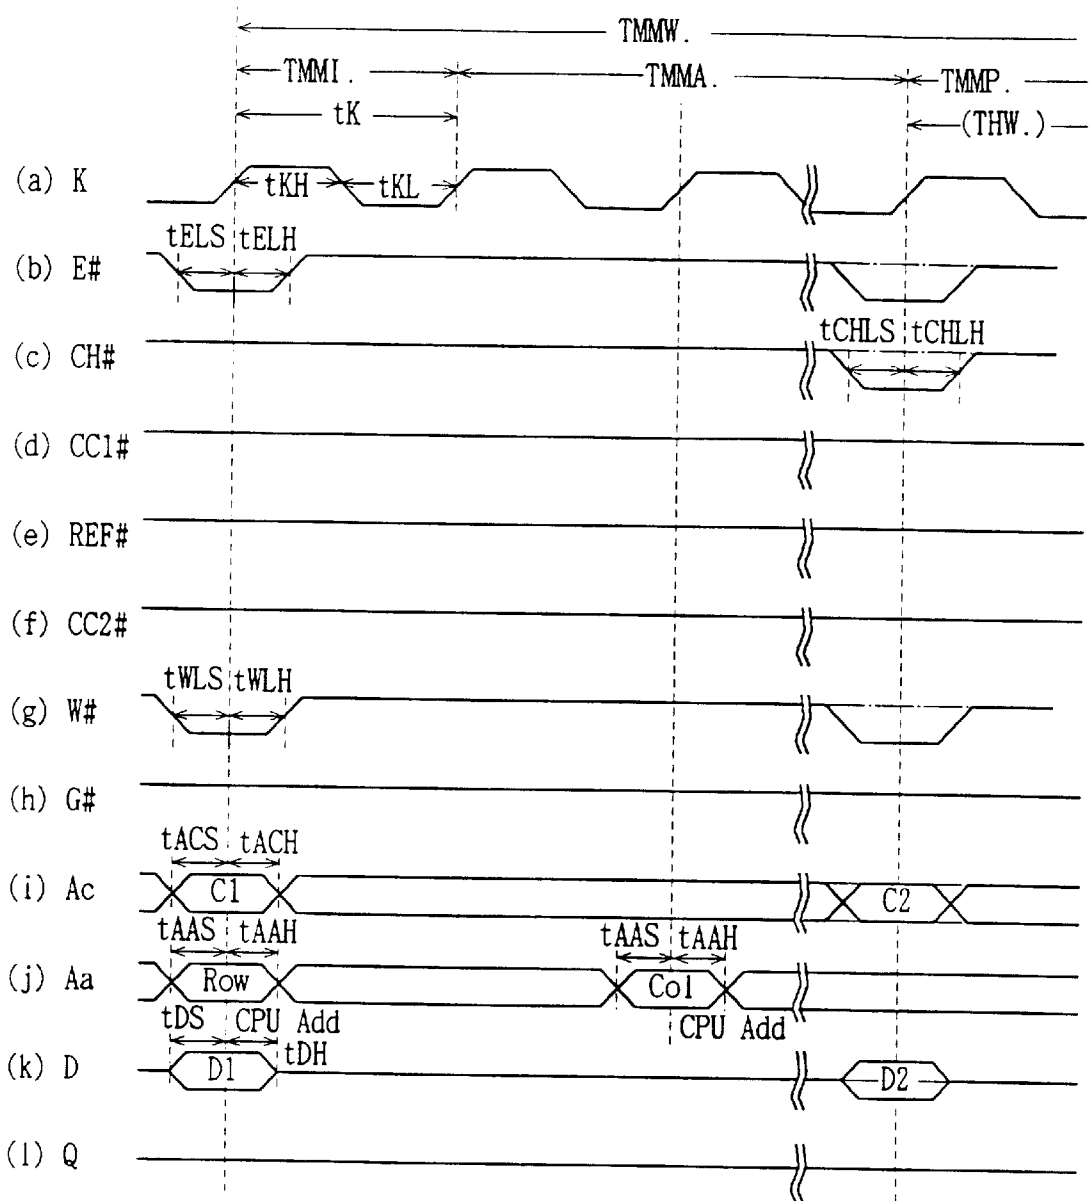 TMMW.
TMMI. TMMA. TMMP.
tK (THW.)
(a) K tKH tKL
tELS tELH
(b) E#
tCHLS tCHLH
(c) CH#
(d) CC1#
(e) REF#
(f) CC2#
tWLS tWLH
(g) W#
(h) G#
tACS tACH
(i) Ac C1 C2
tAAS tAAH tAAS tAAH
(j) Aa Row Col
tDS CPU Add CPU Add
tDH
(k) D D1 D2
(l) Q